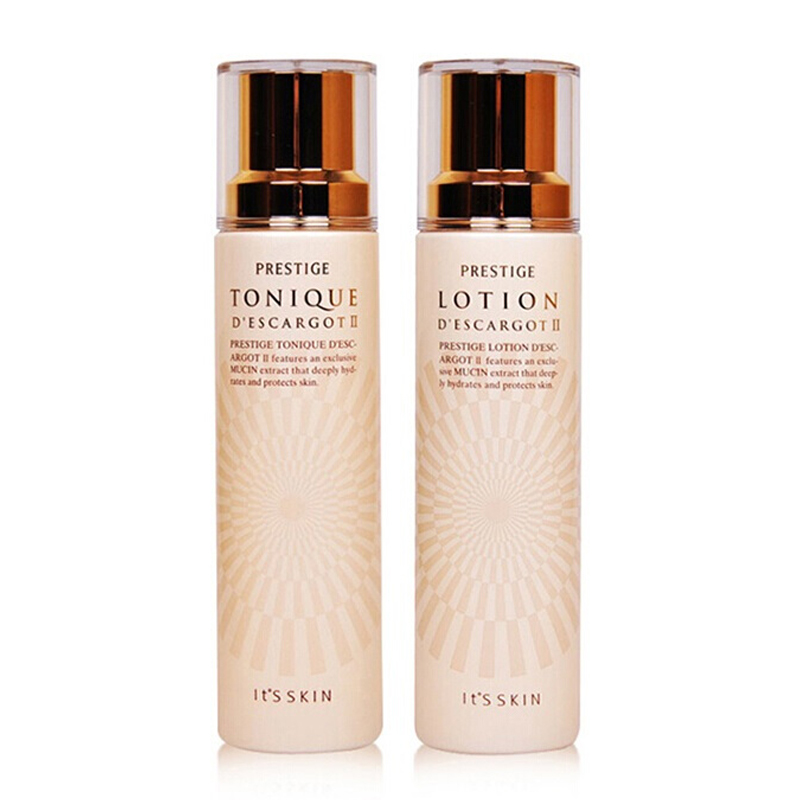 PRESTIGE
TONIQUE
D'ESCARGOT II
PRESTIGE TONIQUE D'ESC-
ARGOT II features an exclusive
MUCIN extract that deeply hyd-
rates and protects skin.
It'S SKIN
PRESTIGE
LOTION
D'ESCARGOT II
PRESTIGE LOTION D'ESC-
ARGOT II features an exclu-
sive MUCIN extract that deep-
ly hydrates and protects skin.
It'S SKIN